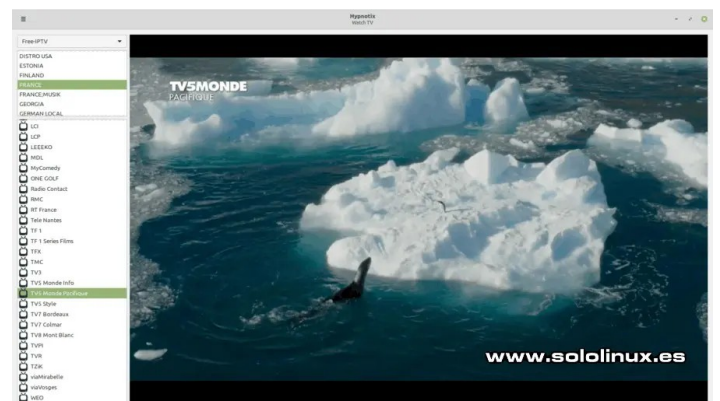 Hypnotix
Watch TV
Free-IPTV
DISTRO USA
ESTONIA
FINLAND
FRANCE
FRANCE,MUSIK
GEORGIA
GERMAN LOCAL
LCI
LCP
LEEEKO
MDL
MyComedy
ONE GOLF
Radio Contact
RMC
RT France
Tele Nantes
TF 1
TF 1 Series Films
TFX
TMC
TV3
TV5 Monde Info
TV5 Monde Pacifique
TV5 Style
TV7 Bordeaux
TV7 Colmar
TV8 Mont Blanc
TVPI
TVR
TZiK
viaMirabelle
viaVosges
WEO
TV5MONDE
PACIFIQUE
www.sololinux.es